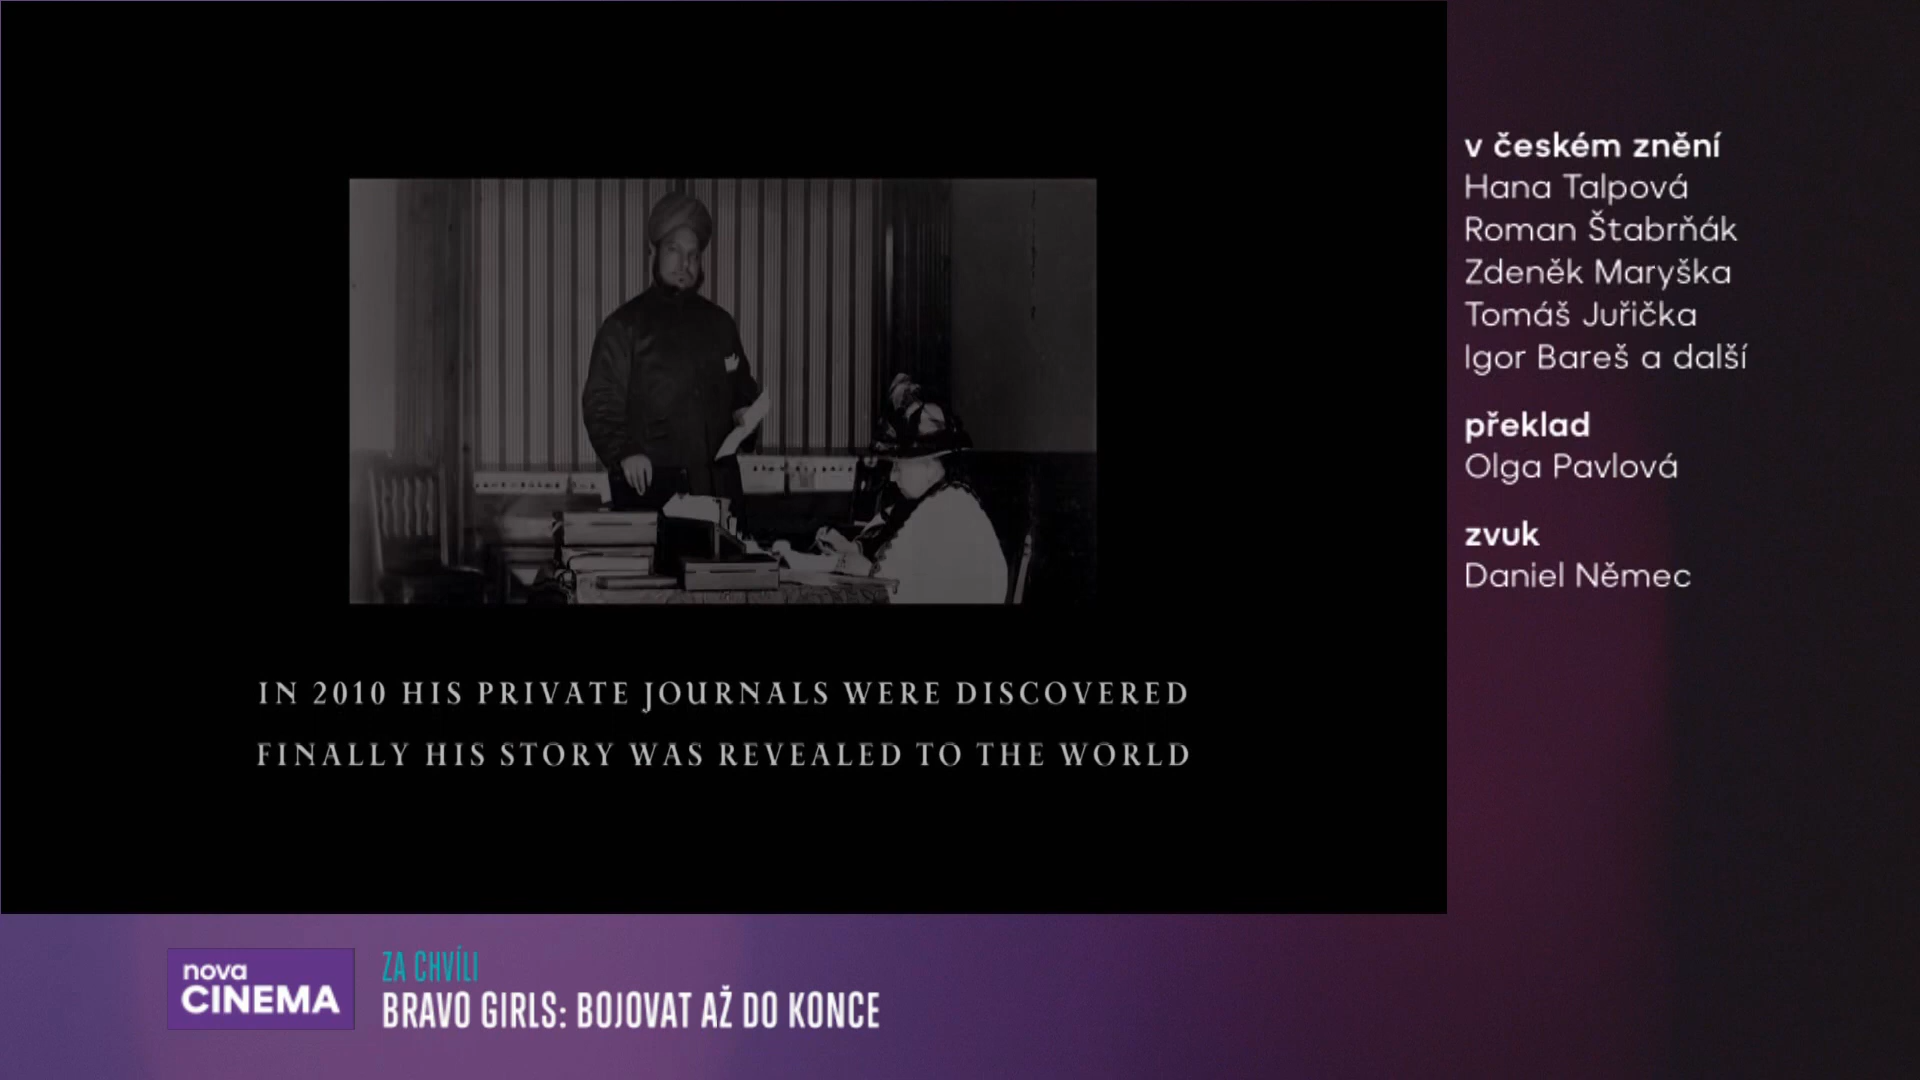 v českém znění
Hana Talpová
Roman Štabrňák
Zdeněk Maryška
Tomáš Juřička
Igor Bareš a další
překlad
Olga Pavlová
zvuk
Daniel Němec
IN 2010 HIS PRIVATE JOURNALS WERE DISCOVERED
FINALLY HIS STORY WAS REVEALED TO THE WORLD
nova
CINEMA
ZA CHVÍLI
BRAVO GIRLS: BOJOVAT AŽ DO KONCE